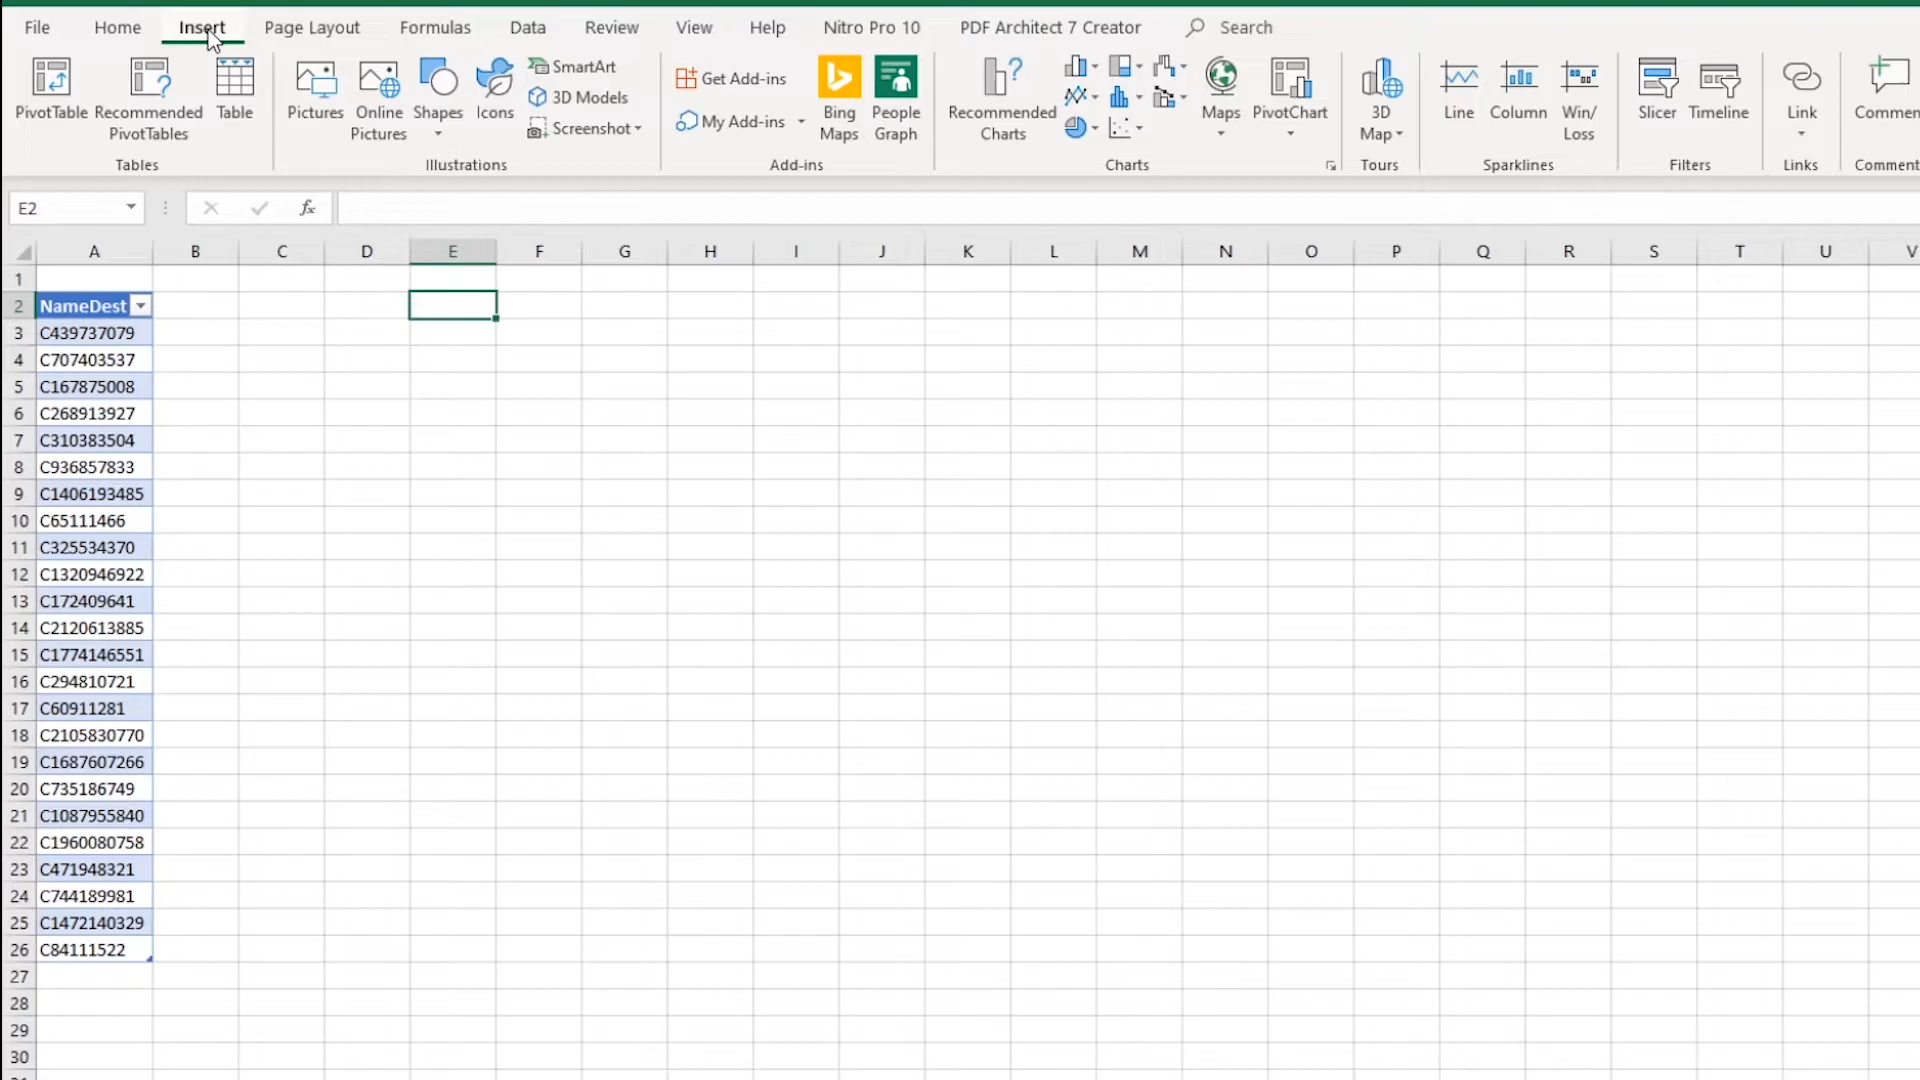 File Home Insert Page Layout Formulas Data Review View Help Nitro Pro 10 PDF Architect 7 Creator Search
PivotTable
Recommended
PivotTables
Table
Tables
Pictures
Online
Pictures
Shapes
Icons
SmartArt
3D Models
Screenshot
Illustrations
Get Add-ins
My Add-ins
Bing
Maps
People
Graph
Add-ins
Recommended
Charts
Maps
PivotChart
Charts
3D
Map
Tours
Line
Column
Win/
Loss
Sparklines
Slicer
Timeline
Filters
Link
Links
Commen
Comment
E2 fx
A B C D E F G H I J K L M N O P Q R S T U V
1
2 NameDest
3 C439737079
4 C707403537
5 C167875008
6 C268913927
7 C310383504
8 C936857833
9 C1406193485
10 C65111466
11 C325534370
12 C1320946922
13 C172409641
14 C2120613885
15 C1774146551
16 C294810721
17 C60911281
18 C2105830770
19 C1687607266
20 C735186749
21 C1087955840
22 C1960080758
23 C471948321
24 C744189981
25 C1472140329
26 C84111522
27
28
29
30